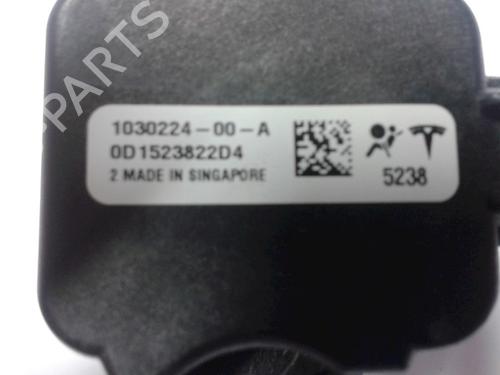 PARTS
1030224-00-A
0D1523822D4
2 MADE IN SINGAPORE
5238